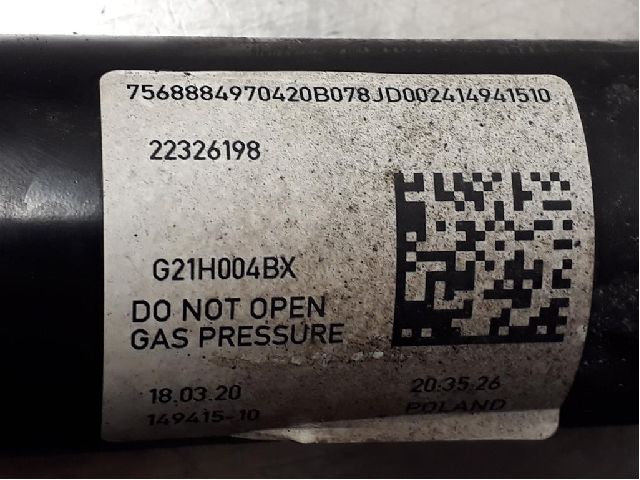 7568884970420B078JD002414941510
22326198
G21H004BX
DO NOT OPEN
GAS PRESSURE
18.03.20 20:35.26
149415-10 POLAND